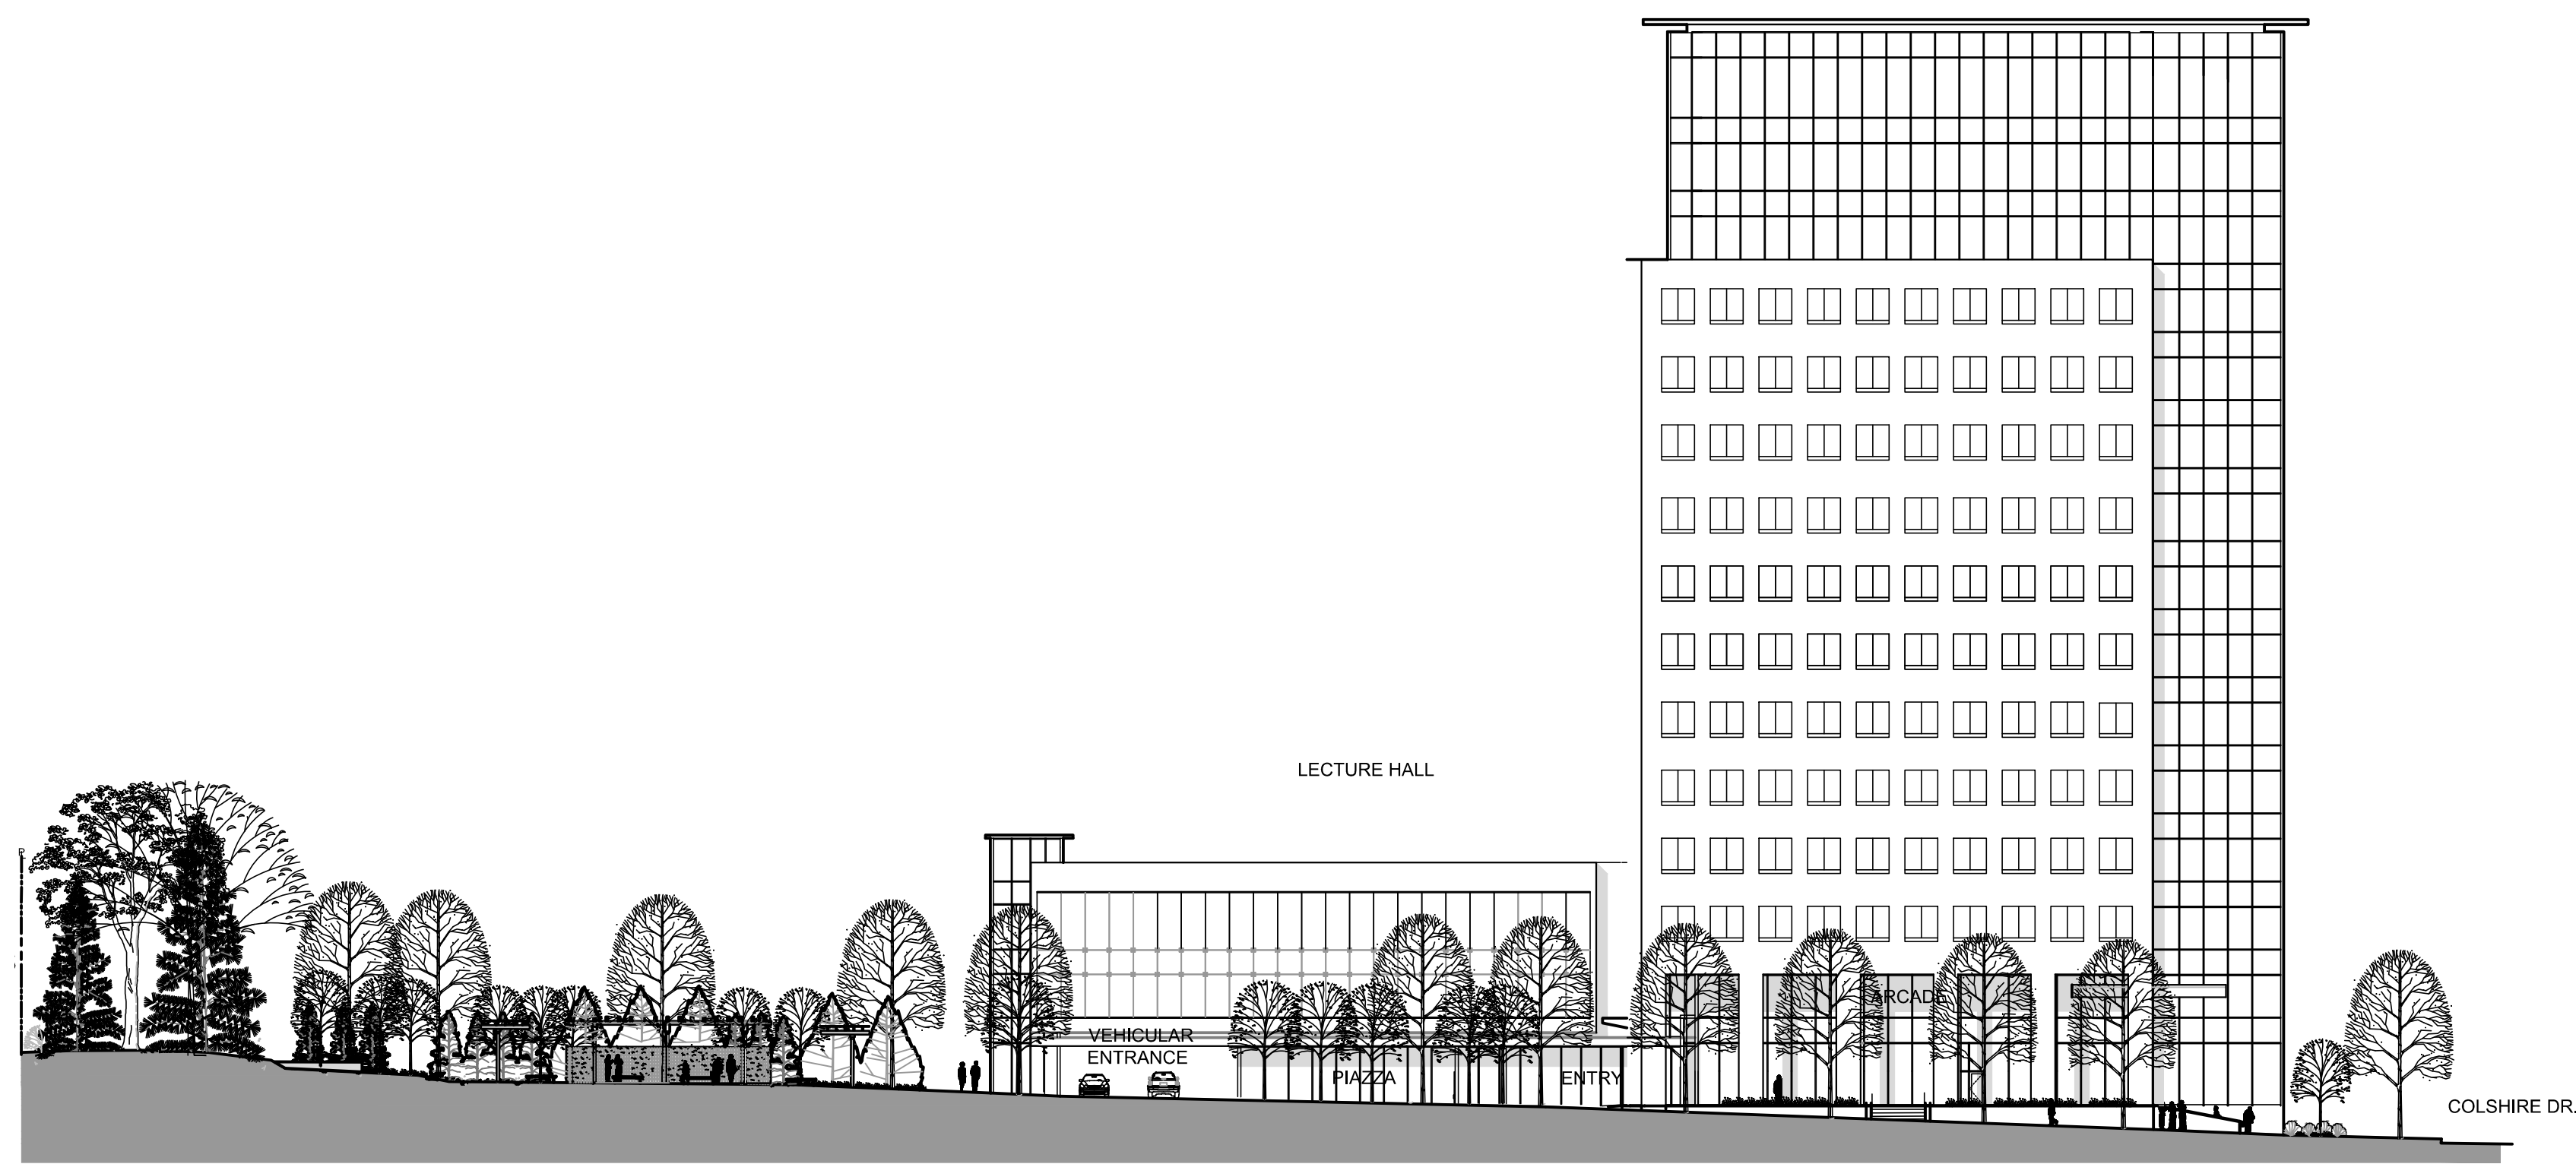 LECTURE HALL
ARCADE
VEHICULAR
ENTRANCE
PIAZZA
ENTRY
COLSHIRE DR.